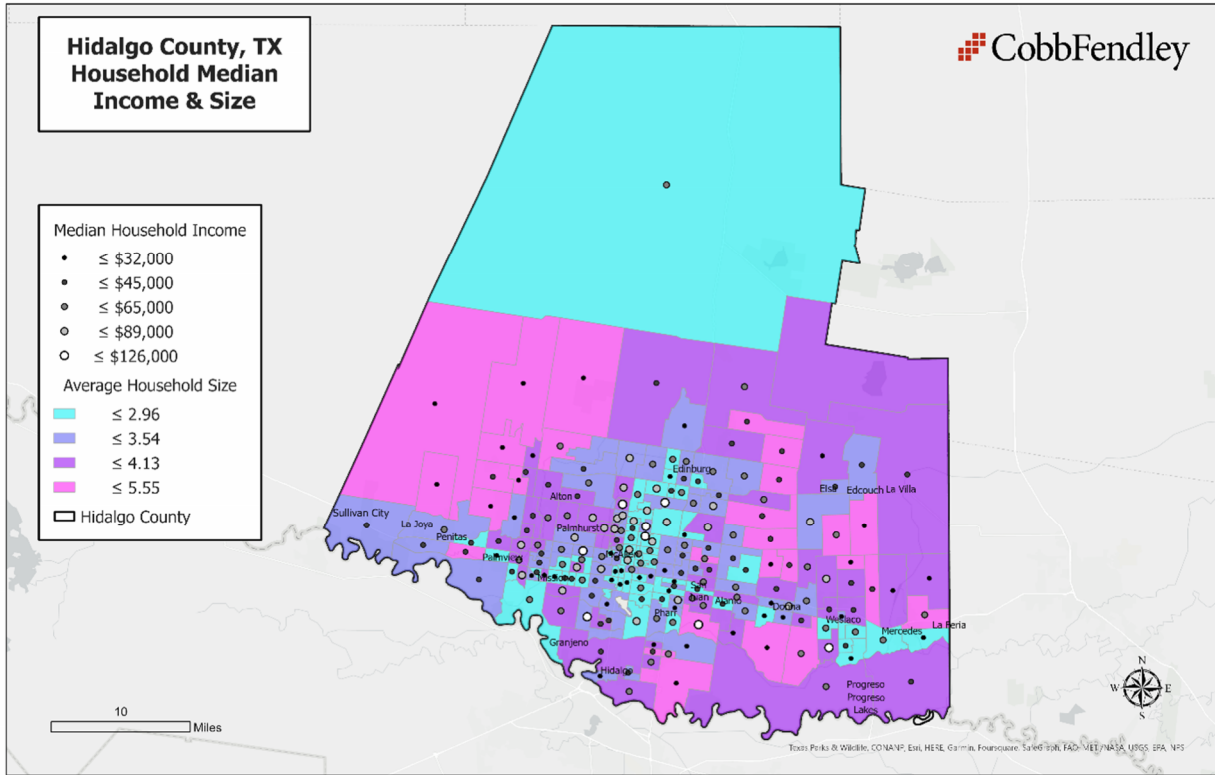 Hidalgo County, TX
Household Median
Income & Size
CobbFendley
Median Household Income
≤ $32,000
≤ $45,000
≤ $65,000
≤ $89,000
≤ $126,000
Average Household Size
≤ 2.96
≤ 3.54
≤ 4.13
≤ 5.55
Hidalgo County
Edinburg
Elsa
Edcouch
La Villa
Alton
Sullivan City
La Joya
Palmhurst
Penitas
Palmview
McAllen
Mission
San
Juan
Alamo
Donna
Pharr
Weslaco
Mercedes
La Feria
Granjeno
Hidalgo
Progreso
Progreso
Lakes
N
W
E
S
10
Miles
Texas Parks & Wildlife, CONANP, Esri, HERE, Garmin, Foursquare, SafeGraph, FAO, MET/NASA, USGS, EPA, NPS